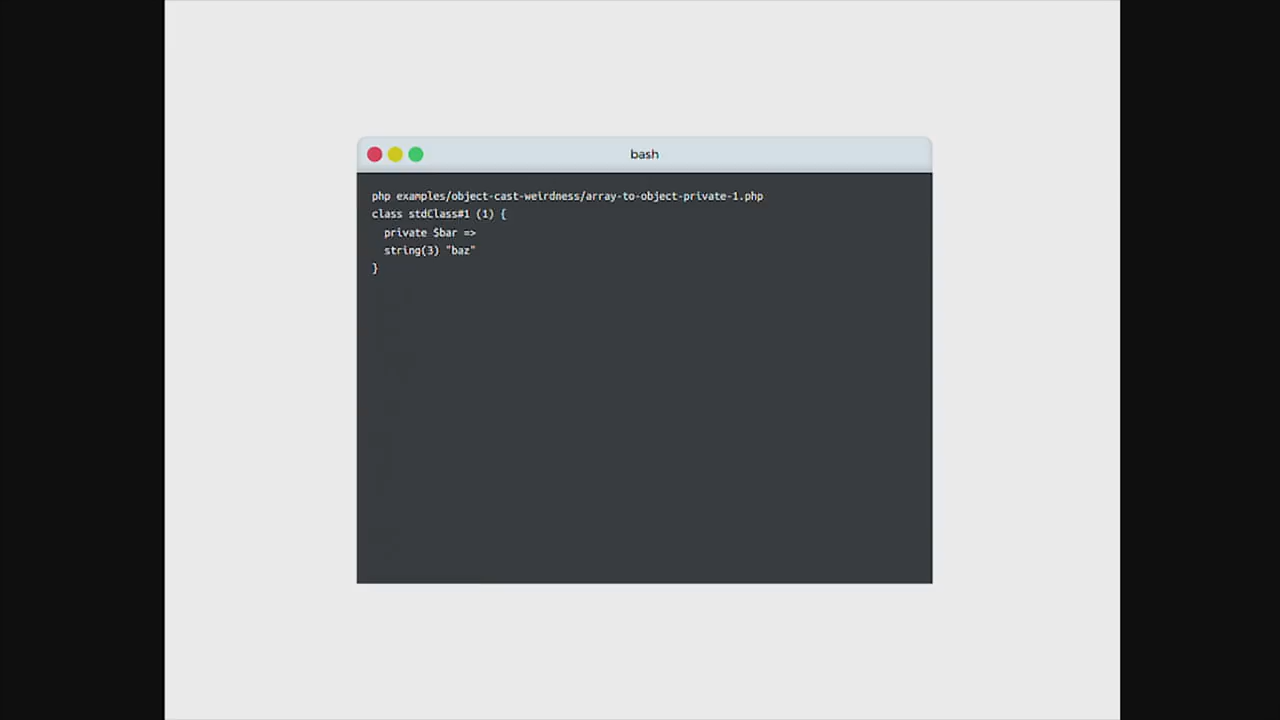 bash
php examples/object-cast-weirdness/array-to-object-private-1.php
class stdClass#1 (1) {
  private $bar =>
  string(3) "baz"
}